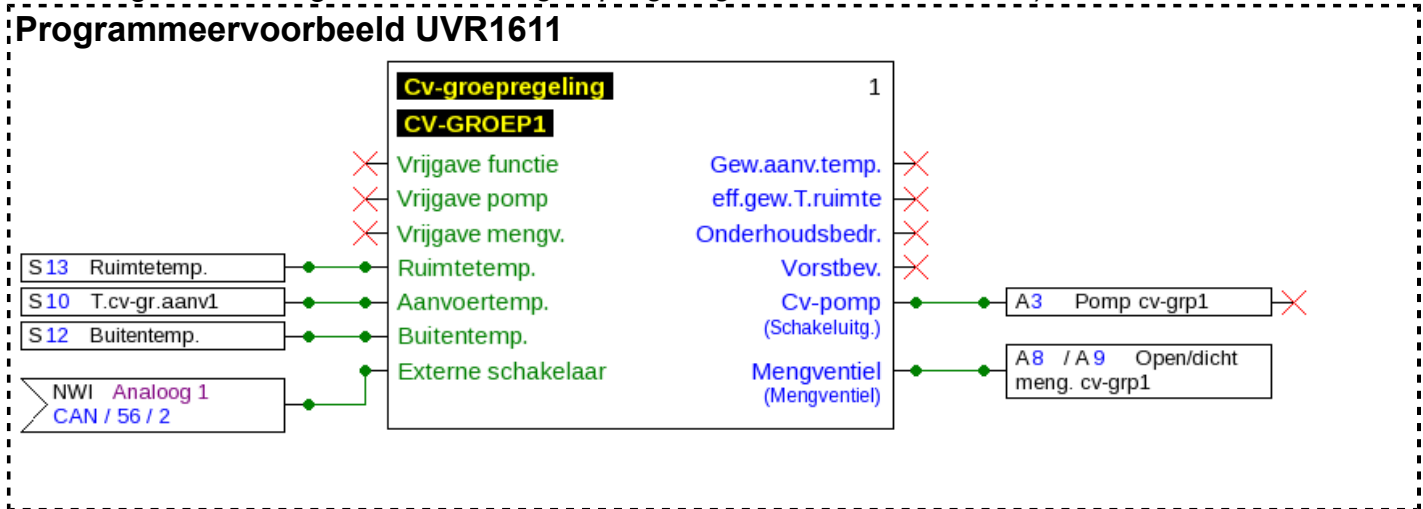 Programmeervoorbeeld UVR1611
Cv-groepregeling 1
CV-GROEP1
Vrijgave functie Gew.aanv.temp.
Vrijgave pomp eff.gew.T.ruimte
Vrijgave mengv. Onderhoudsbedr.
S13 Ruimtetemp. Ruimtetemp. Vorstbev.
S10 T.cv-gr.aanv1 Aanvoertemp. Cv-pomp A3 Pomp cv-grp1
(Schakeluitg.)
S12 Buitentemp. Buitentemp.
A8 / A9 Open/dicht
Externe schakelaar Mengventiel meng. cv-grp1
(Mengventiel)
NWI Analoog 1
CAN / 56 / 2